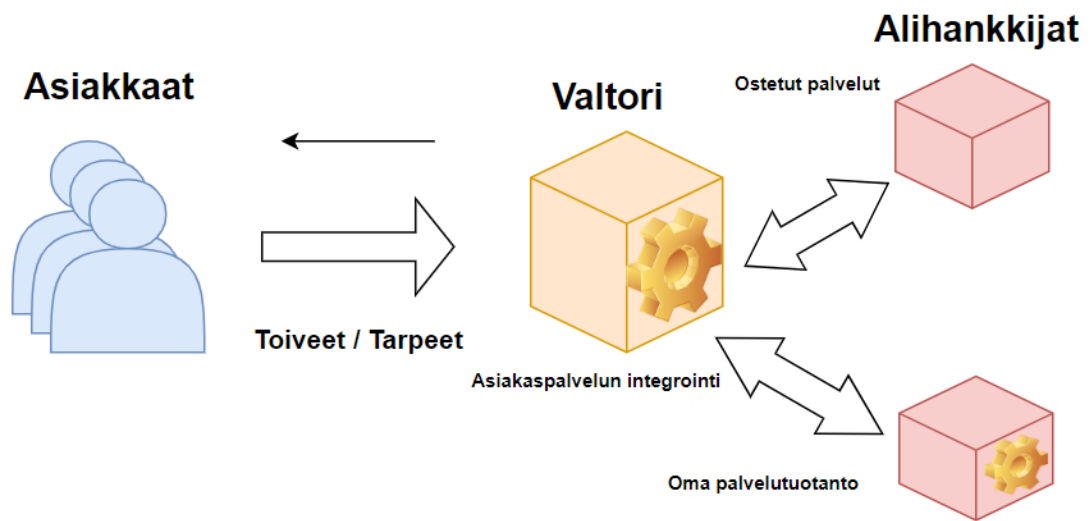 Alihankkijat
Asiakkaat
Valtori
Ostetut palvelut
Toiveet / Tarpeet
Asiakaspalvelun integrointi
Oma palvelutuotanto